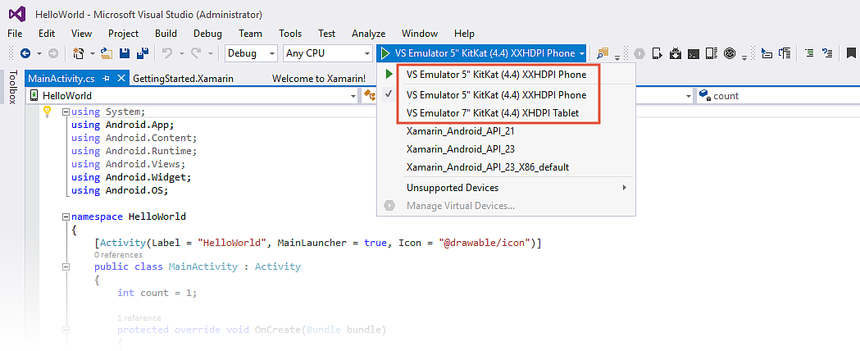 HelloWorld - Microsoft Visual Studio (Administrator)
File Edit View Project Build Debug Team Tools Test Analyze Window Help
Debug Any CPU VS Emulator 5" KitKat (4.4) XXHDPI Phone
Toolbox
MainActivity.cs GettingStarted.Xamarin Welcome to Xamarin!
HelloWorld count
VS Emulator 5" KitKat (4.4) XXHDPI Phone
VS Emulator 5" KitKat (4.4) XXHDPI Phone
VS Emulator 7" KitKat (4.4) XHDPI Tablet
Xamarin_Android_API_21
Xamarin_Android_API_23
Xamarin_Android_API_23_X86_default
Unsupported Devices
Manage Virtual Devices...
using System;
using Android.App;
using Android.Content;
using Android.Runtime;
using Android.Views;
using Android.Widget;
using Android.OS;
namespace HelloWorld
{
[Activity(Label = "HelloWorld", MainLauncher = true, Icon = "@drawable/icon")]
0 references
public class MainActivity : Activity
{
int count = 1;
1 reference
protected override void OnCreate(Bundle bundle)
{